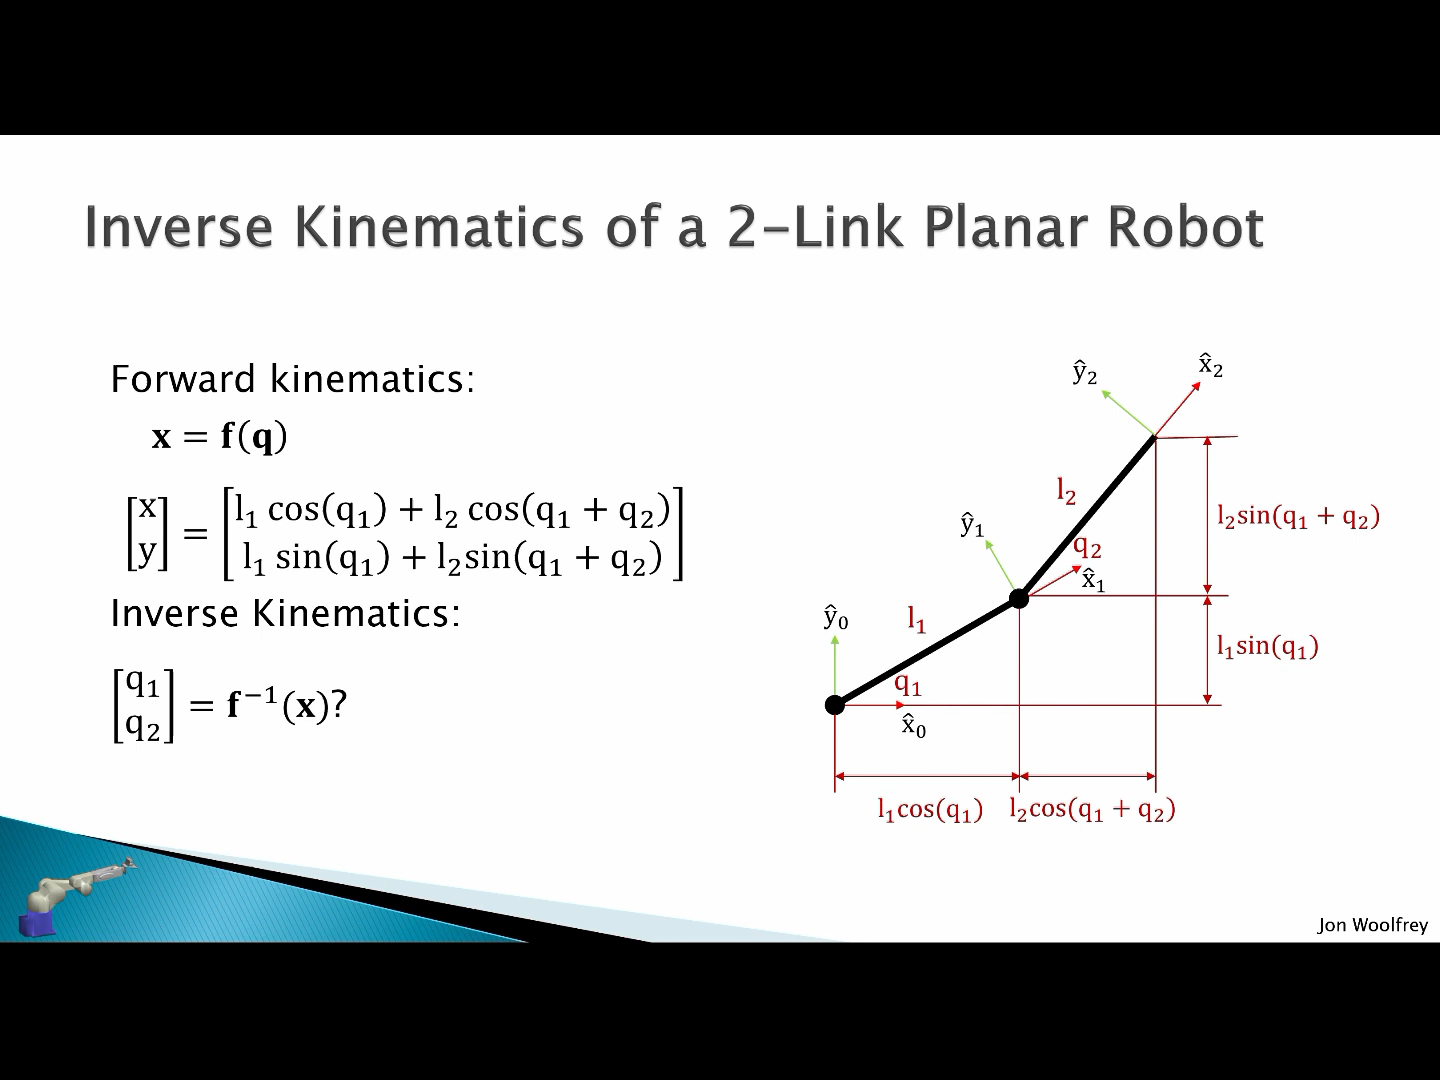 Inverse Kinematics of a 2-Link Planar Robot
Forward kinematics:
x = f(q)
[x y] = [l₁ cos(q₁) + l₂ cos(q₁ + q₂)
l₁ sin(q₁) + l₂sin(q₁ + q₂)]
Inverse Kinematics:
[q₁ q₂] = f⁻¹(x)?
ŷ₂
x̂₂
l₂
l₂sin(q₁ + q₂)
ŷ₁
q₂
x̂₁
ŷ₀
l₁
l₁sin(q₁)
q₁
x̂₀
l₁cos(q₁)
l₂cos(q₁ + q₂)
Jon Woolfrey